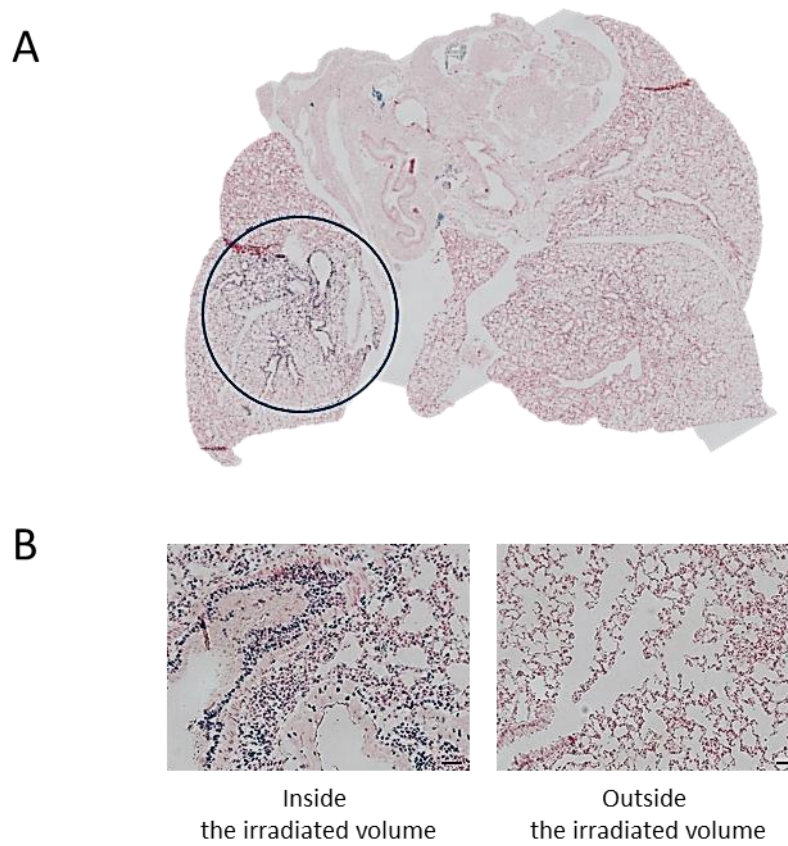 A
B
Inside
the irradiated volume
Outside
the irradiated volume